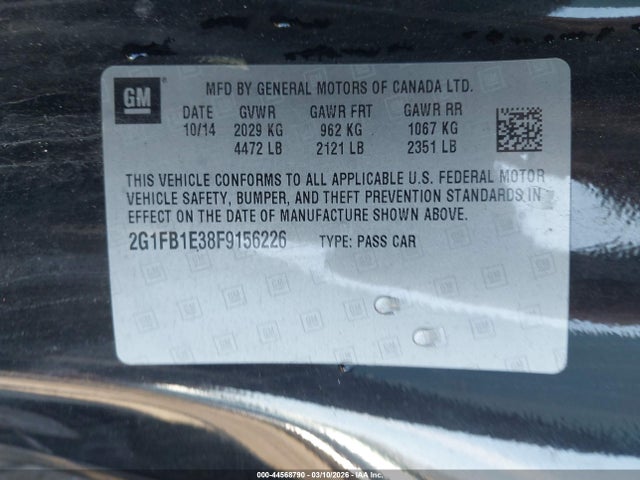 GM
MFD BY GENERAL MOTORS OF CANADA LTD.
DATE GVWR GAWR FRT GAWR RR
10/14 2029 KG 962 KG 1067 KG
4472 LB 2121 LB 2351 LB
THIS VEHICLE CONFORMS TO ALL APPLICABLE U.S. FEDERAL MOTOR
VEHICLE SAFETY, BUMPER, AND THEFT PREVENTION STANDARDS IN
EFFECT ON THE DATE OF MANUFACTURE SHOWN ABOVE.
2G1FB1E38F9156226 TYPE: PASS CAR
000-44568790 - 03/10/2026 - IAA Inc.